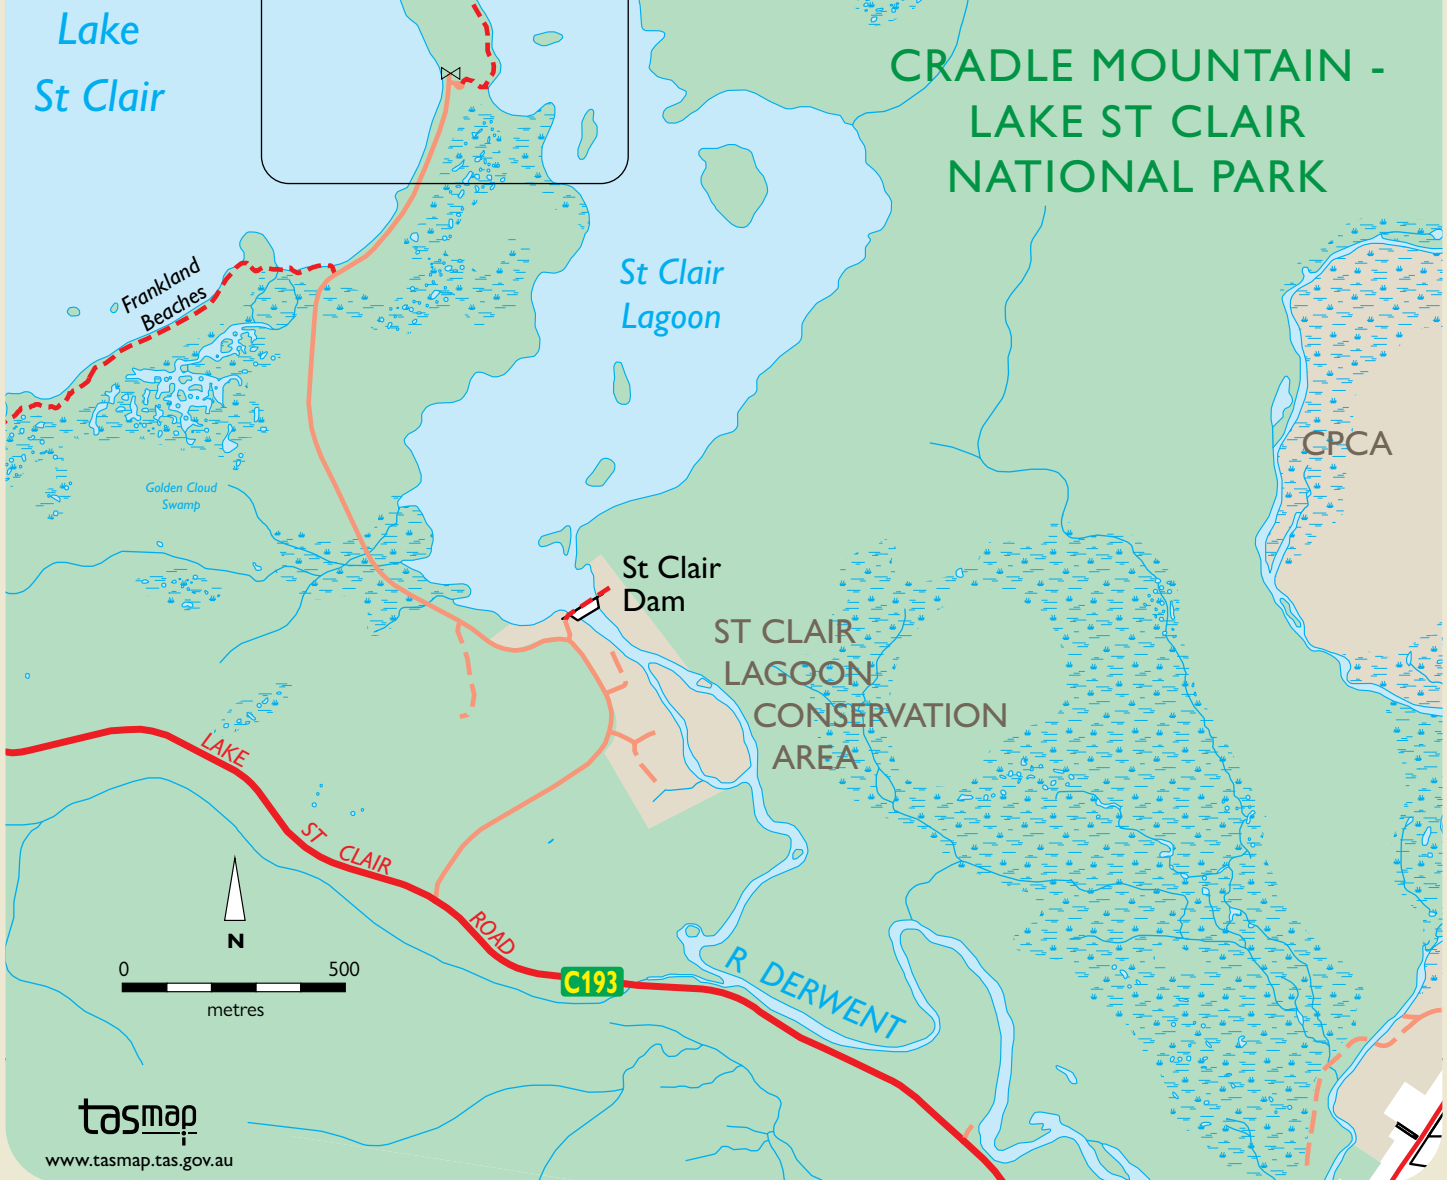 Lake
St Clair
CRADLE MOUNTAIN -
LAKE ST CLAIR
NATIONAL PARK
Frankland
Beaches
St Clair
Lagoon
CPCA
Golden Cloud
Swamp
St Clair
Dam
ST CLAIR
LAGOON
CONSERVATION
AREA
LAKE
ST
CLAIR
ROAD
C193
R DERWENT
N
0 500
metres
tasmap
www.tasmap.tas.gov.au